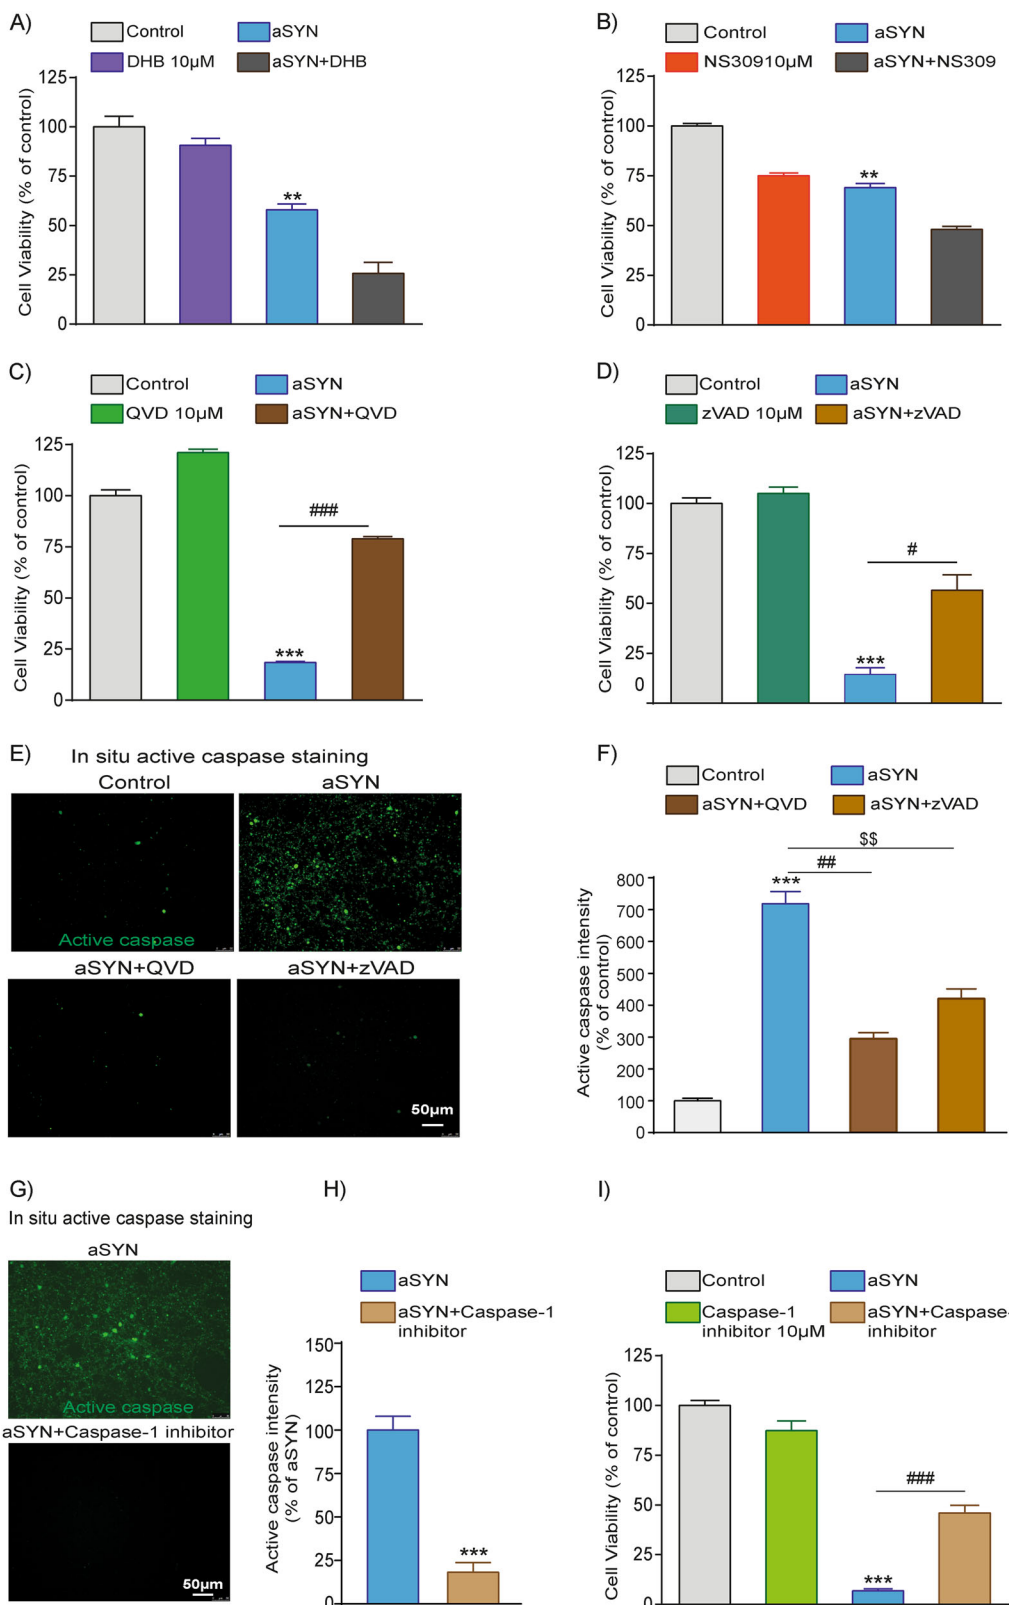 A)
Control
aSYN
DHB 10µM
aSYN+DHB
Cell Viability (% of control)
125
100
75
50
25
0
**
B)
Control
aSYN
NS30910µM
aSYN+NS309
Cell Viability (% of control)
125
100
75
50
25
0
**
C)
Control
aSYN
QVD 10µM
aSYN+QVD
Cell Viability (% of control)
125
100
75
50
25
0
***
###
D)
Control
aSYN
zVAD 10µM
aSYN+zVAD
Cell Viability (% of control)
125
100
75
50
25
0
***
#
E)
In situ active caspase staining
Control
aSYN
Active caspase
aSYN+QVD
aSYN+zVAD
50µm
F)
Control
aSYN
aSYN+QVD
aSYN+zVAD
Active caspase intensity
(% of control)
800
700
600
400
300
100
0
***
##
$$
G)
In situ active caspase staining
aSYN
Active caspase
aSYN+Caspase-1 inhibitor
50µm
H)
aSYN
aSYN+Caspase-1
inhibitor
Active caspase intensity
(% of aSYN)
150
125
100
75
50
25
0
***
I)
Control
aSYN
Caspase-1
inhibitor 10µM
aSYN+Caspase-
inhibitor
Cell Viability (% of control)
125
100
75
50
25
0
***
###